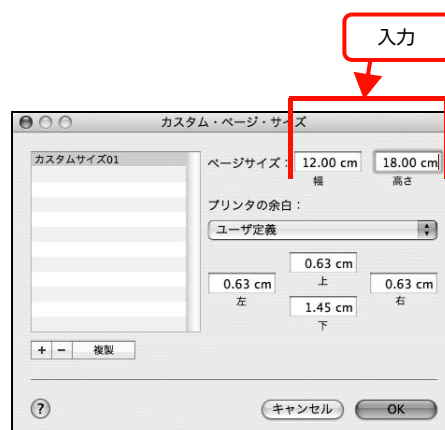 入力
カスタム・ページ・サイズ
カスタムサイズ01
ページサイズ： 12.00 cm 18.00 cm
幅 高さ
プリンタの余白：
ユーザ定義
0.63 cm
上
0.63 cm 0.63 cm
左 右
1.45 cm
下
+ − 複製
? キャンセル OK